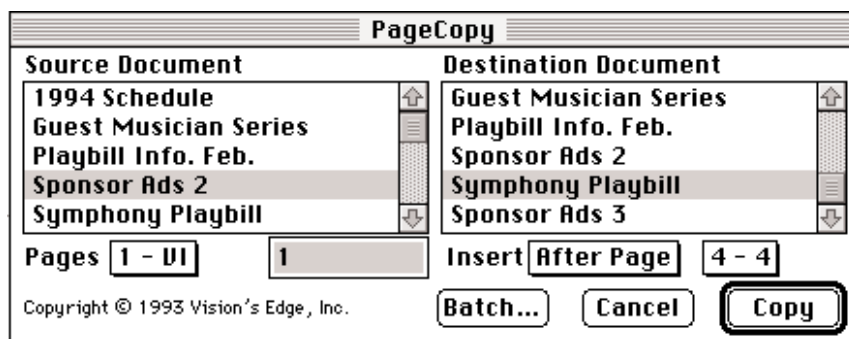 PageCopy
Source Document
1994 Schedule
Guest Musician Series
Playbill Info. Feb.
Sponsor Ads 2
Symphony Playbill
Destination Document
Guest Musician Series
Playbill Info. Feb.
Sponsor Ads 2
Symphony Playbill
Sponsor Ads 3
Pages 1 - VI 1
Insert After Page 4 - 4
Copyright © 1993 Vision's Edge, Inc.
Batch... Cancel Copy